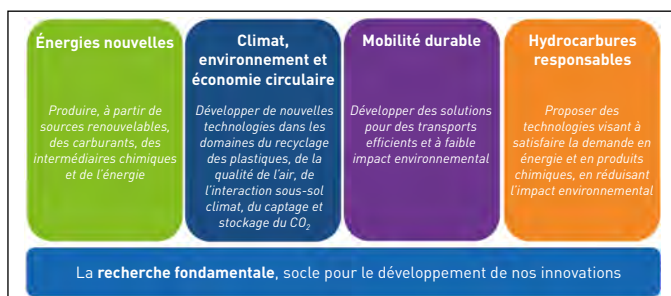 Énergies nouvelles
Produire, à partir de
sources renouvelables,
des carburants, des
intermédiaires chimiques
et de l'énergie
Climat,
environnement et
économie circulaire
Développer de nouvelles
technologies dans les
domaines du recyclage
des plastiques, de la
qualité de l'air, de
l'interaction sous-sol
climat, du captage et
stockage du CO₂
Mobilité durable
Développer des solutions
pour des transports
efficients et à faible
impact environnemental
Hydrocarbures
responsables
Proposer des
technologies visant à
satisfaire la demande en
énergie et en produits
chimiques, en réduisant
l'impact environnemental
La recherche fondamentale, socle pour le développement de nos innovations